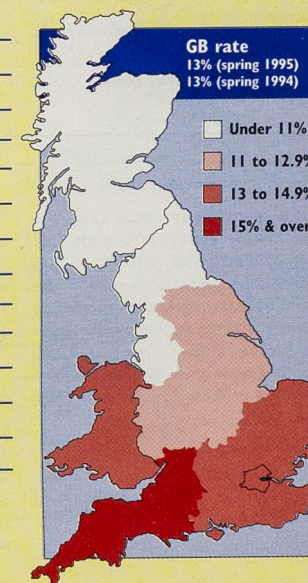 GB rate
13% (spring 1995)
13% (spring 1994)
Under 11%
11 to 12.9%
13 to 14.9%
15% & over